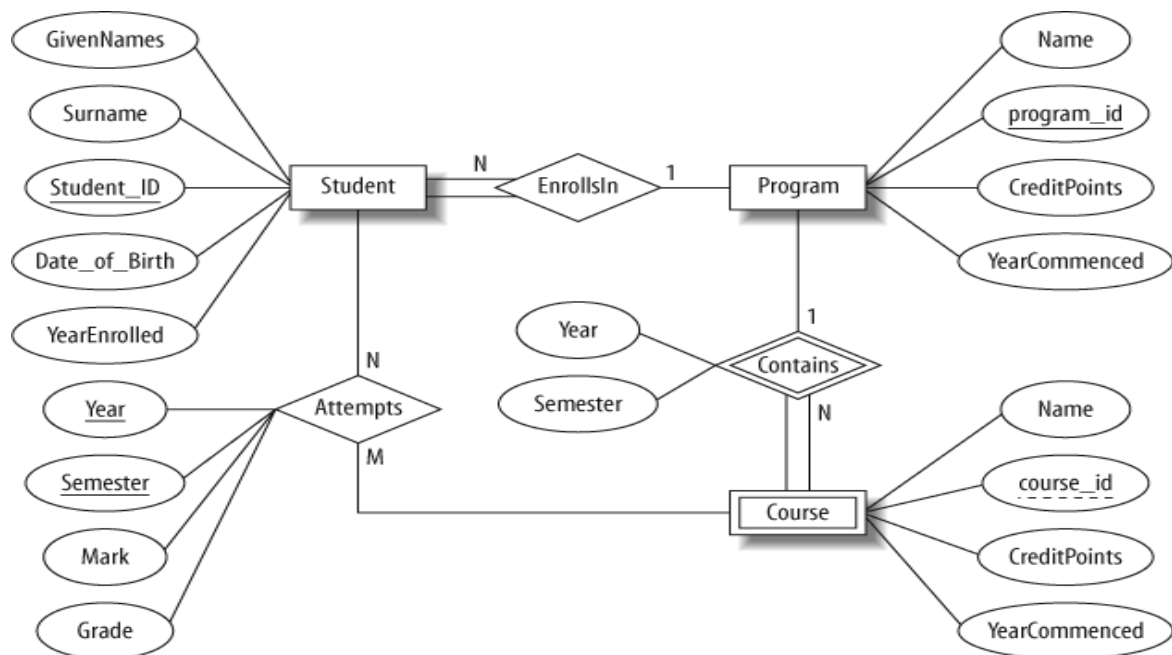 GivenNames
Surname
Student_ID
Date_of_Birth
YearEnrolled
Student
N
EnrollsIn
1
Program
Name
program_id
CreditPoints
YearCommenced
Year
Semester
1
Contains
N
N
Attempts
M
Year
Semester
Mark
Grade
Course
Name
course_id
CreditPoints
YearCommenced